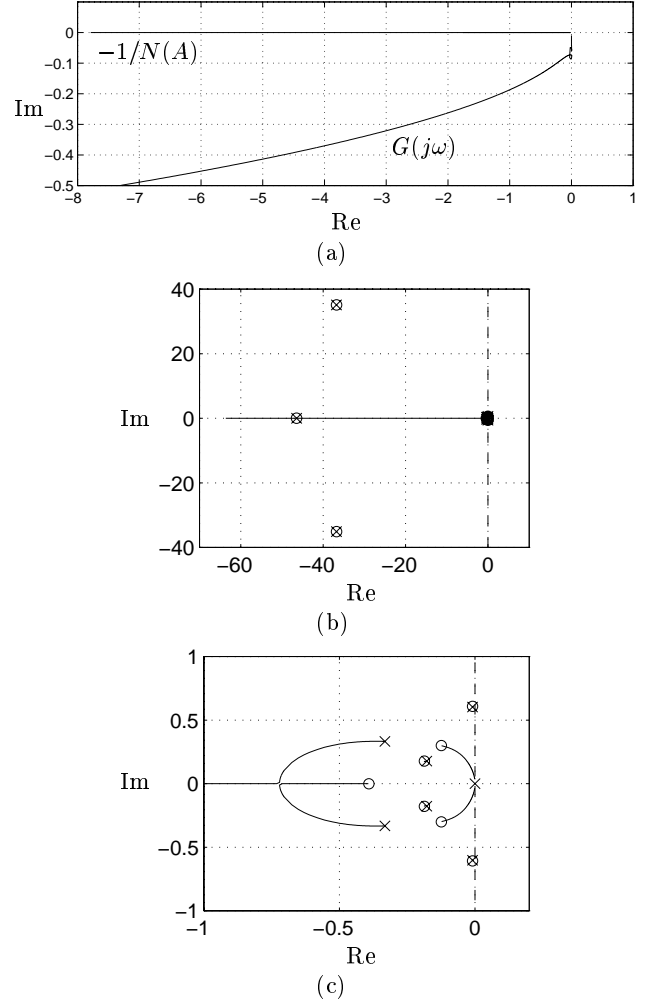 0
−1/N(A)
−0.1
−0.2
Im
−0.3
G(jω)
−0.4
−0.5
−8 −7 −6 −5 −4 −3 −2 −1 0 1
Re
(a)
40
20
Im 0
−20
−40
−60 −40 −20 0
Re
(b)
1
0.5
Im 0
−0.5
−1
−1 −0.5 0
Re
(c)